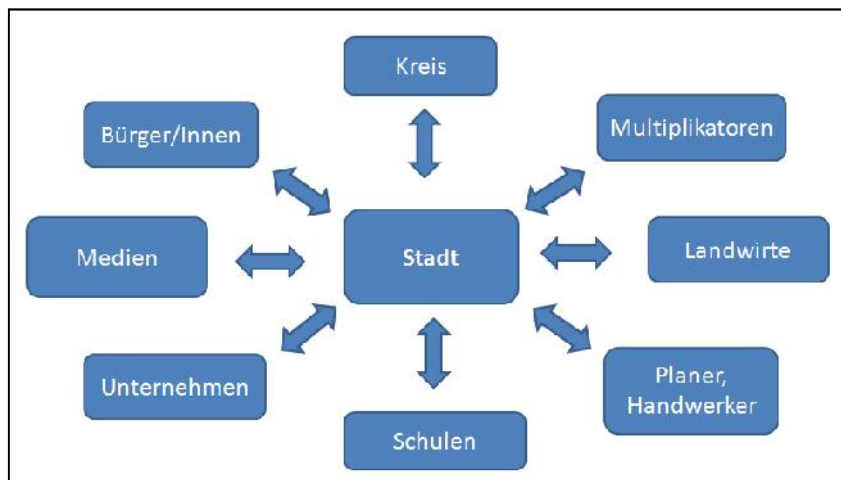 Kreis
Bürger/Innen
Multiplikatoren
Medien
Stadt
Landwirte
Unternehmen
Planer,
Handwerker
Schulen